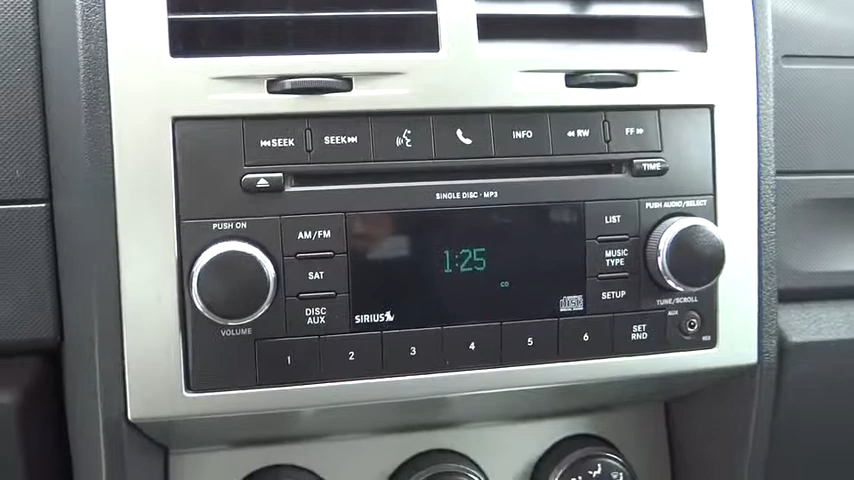 SEEK
SEEK
INFO
RW
FF
TIME
SINGLE DISC · MP3
PUSH AUDIO/SELECT
PUSH ON
AM/FM
LIST
1:25
MUSIC
TYPE
SAT
CD
SETUP
DISC
AUX
SIRIUS
TUNE/SCROLL
VOLUME
AUX
1
2
3
4
5
6
SET
RND